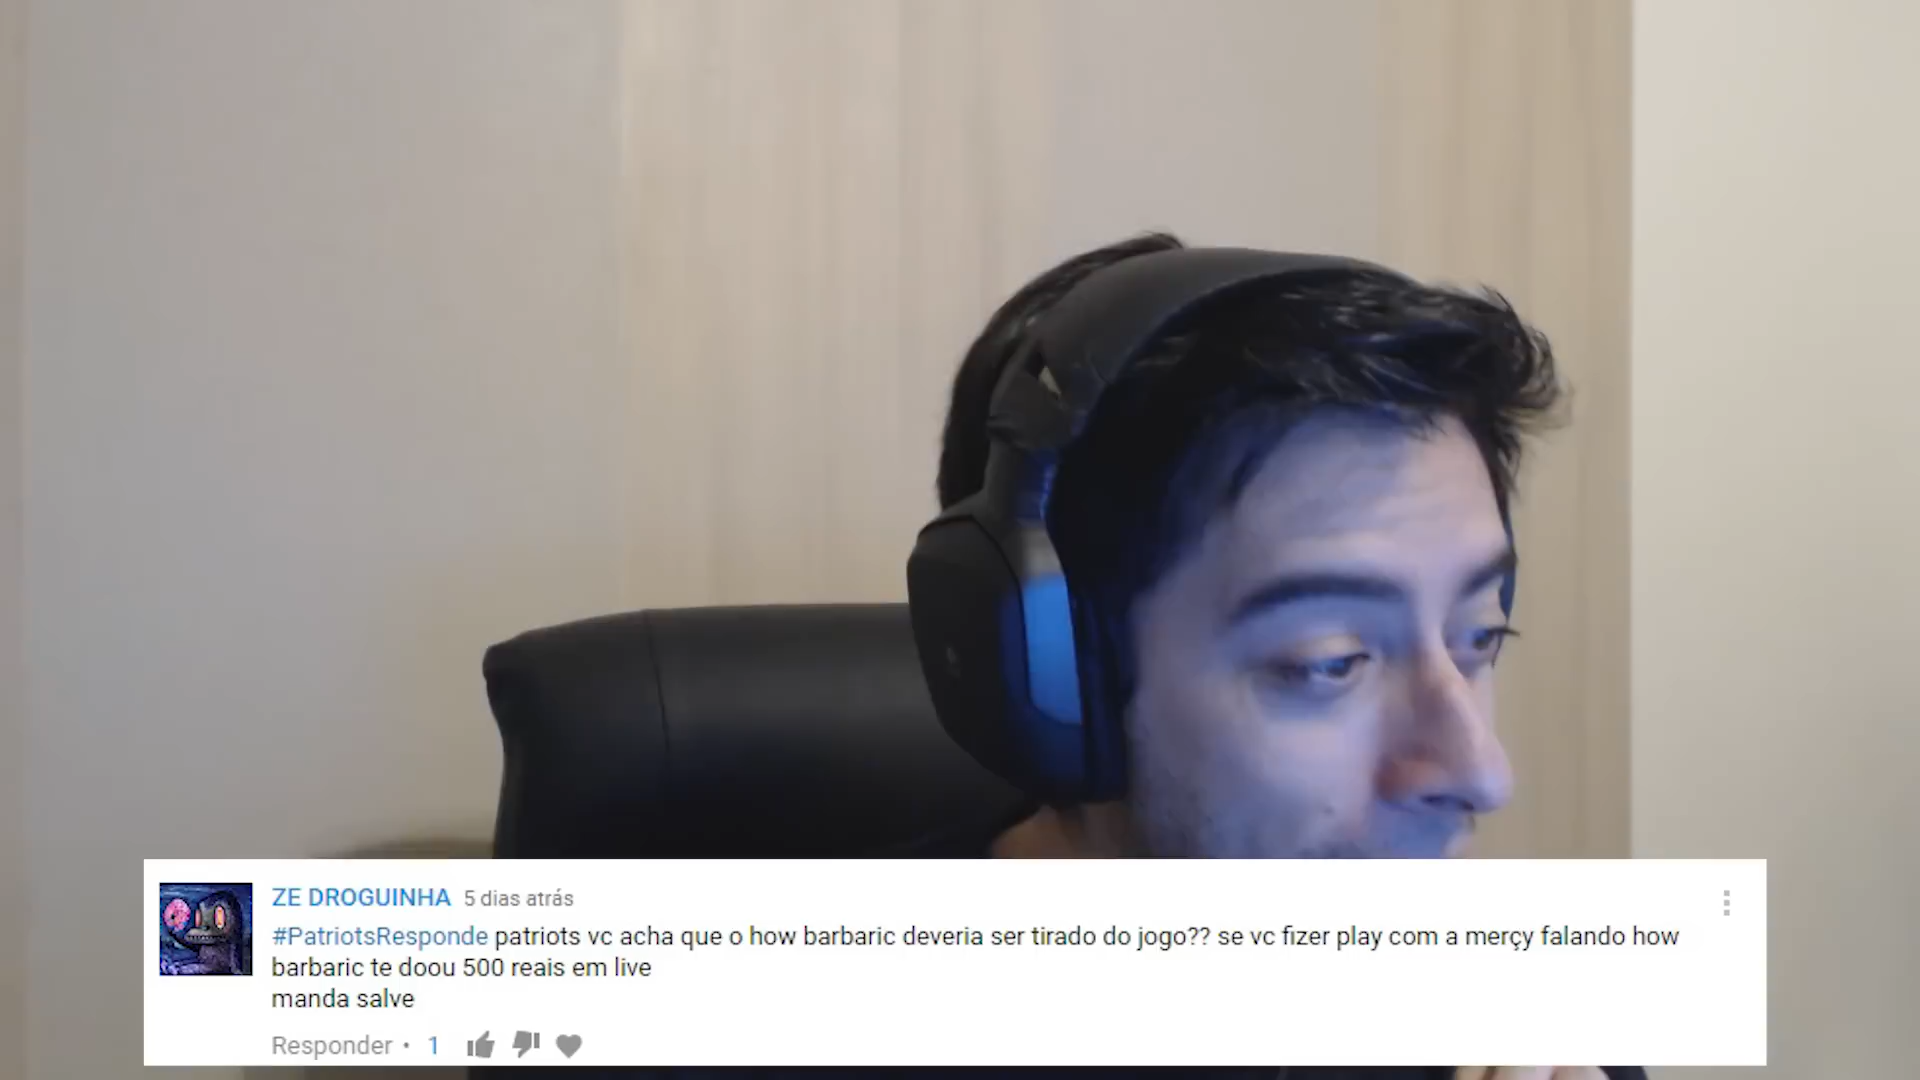 ZE DROGUINHA 5 dias atrás
#PatriotsResponde patriots vc acha que o how barbaric deveria ser tirado do jogo?? se vc fizer play com a merçy falando how
barbaric te doou 500 reais em live
manda salve
Responder • 1